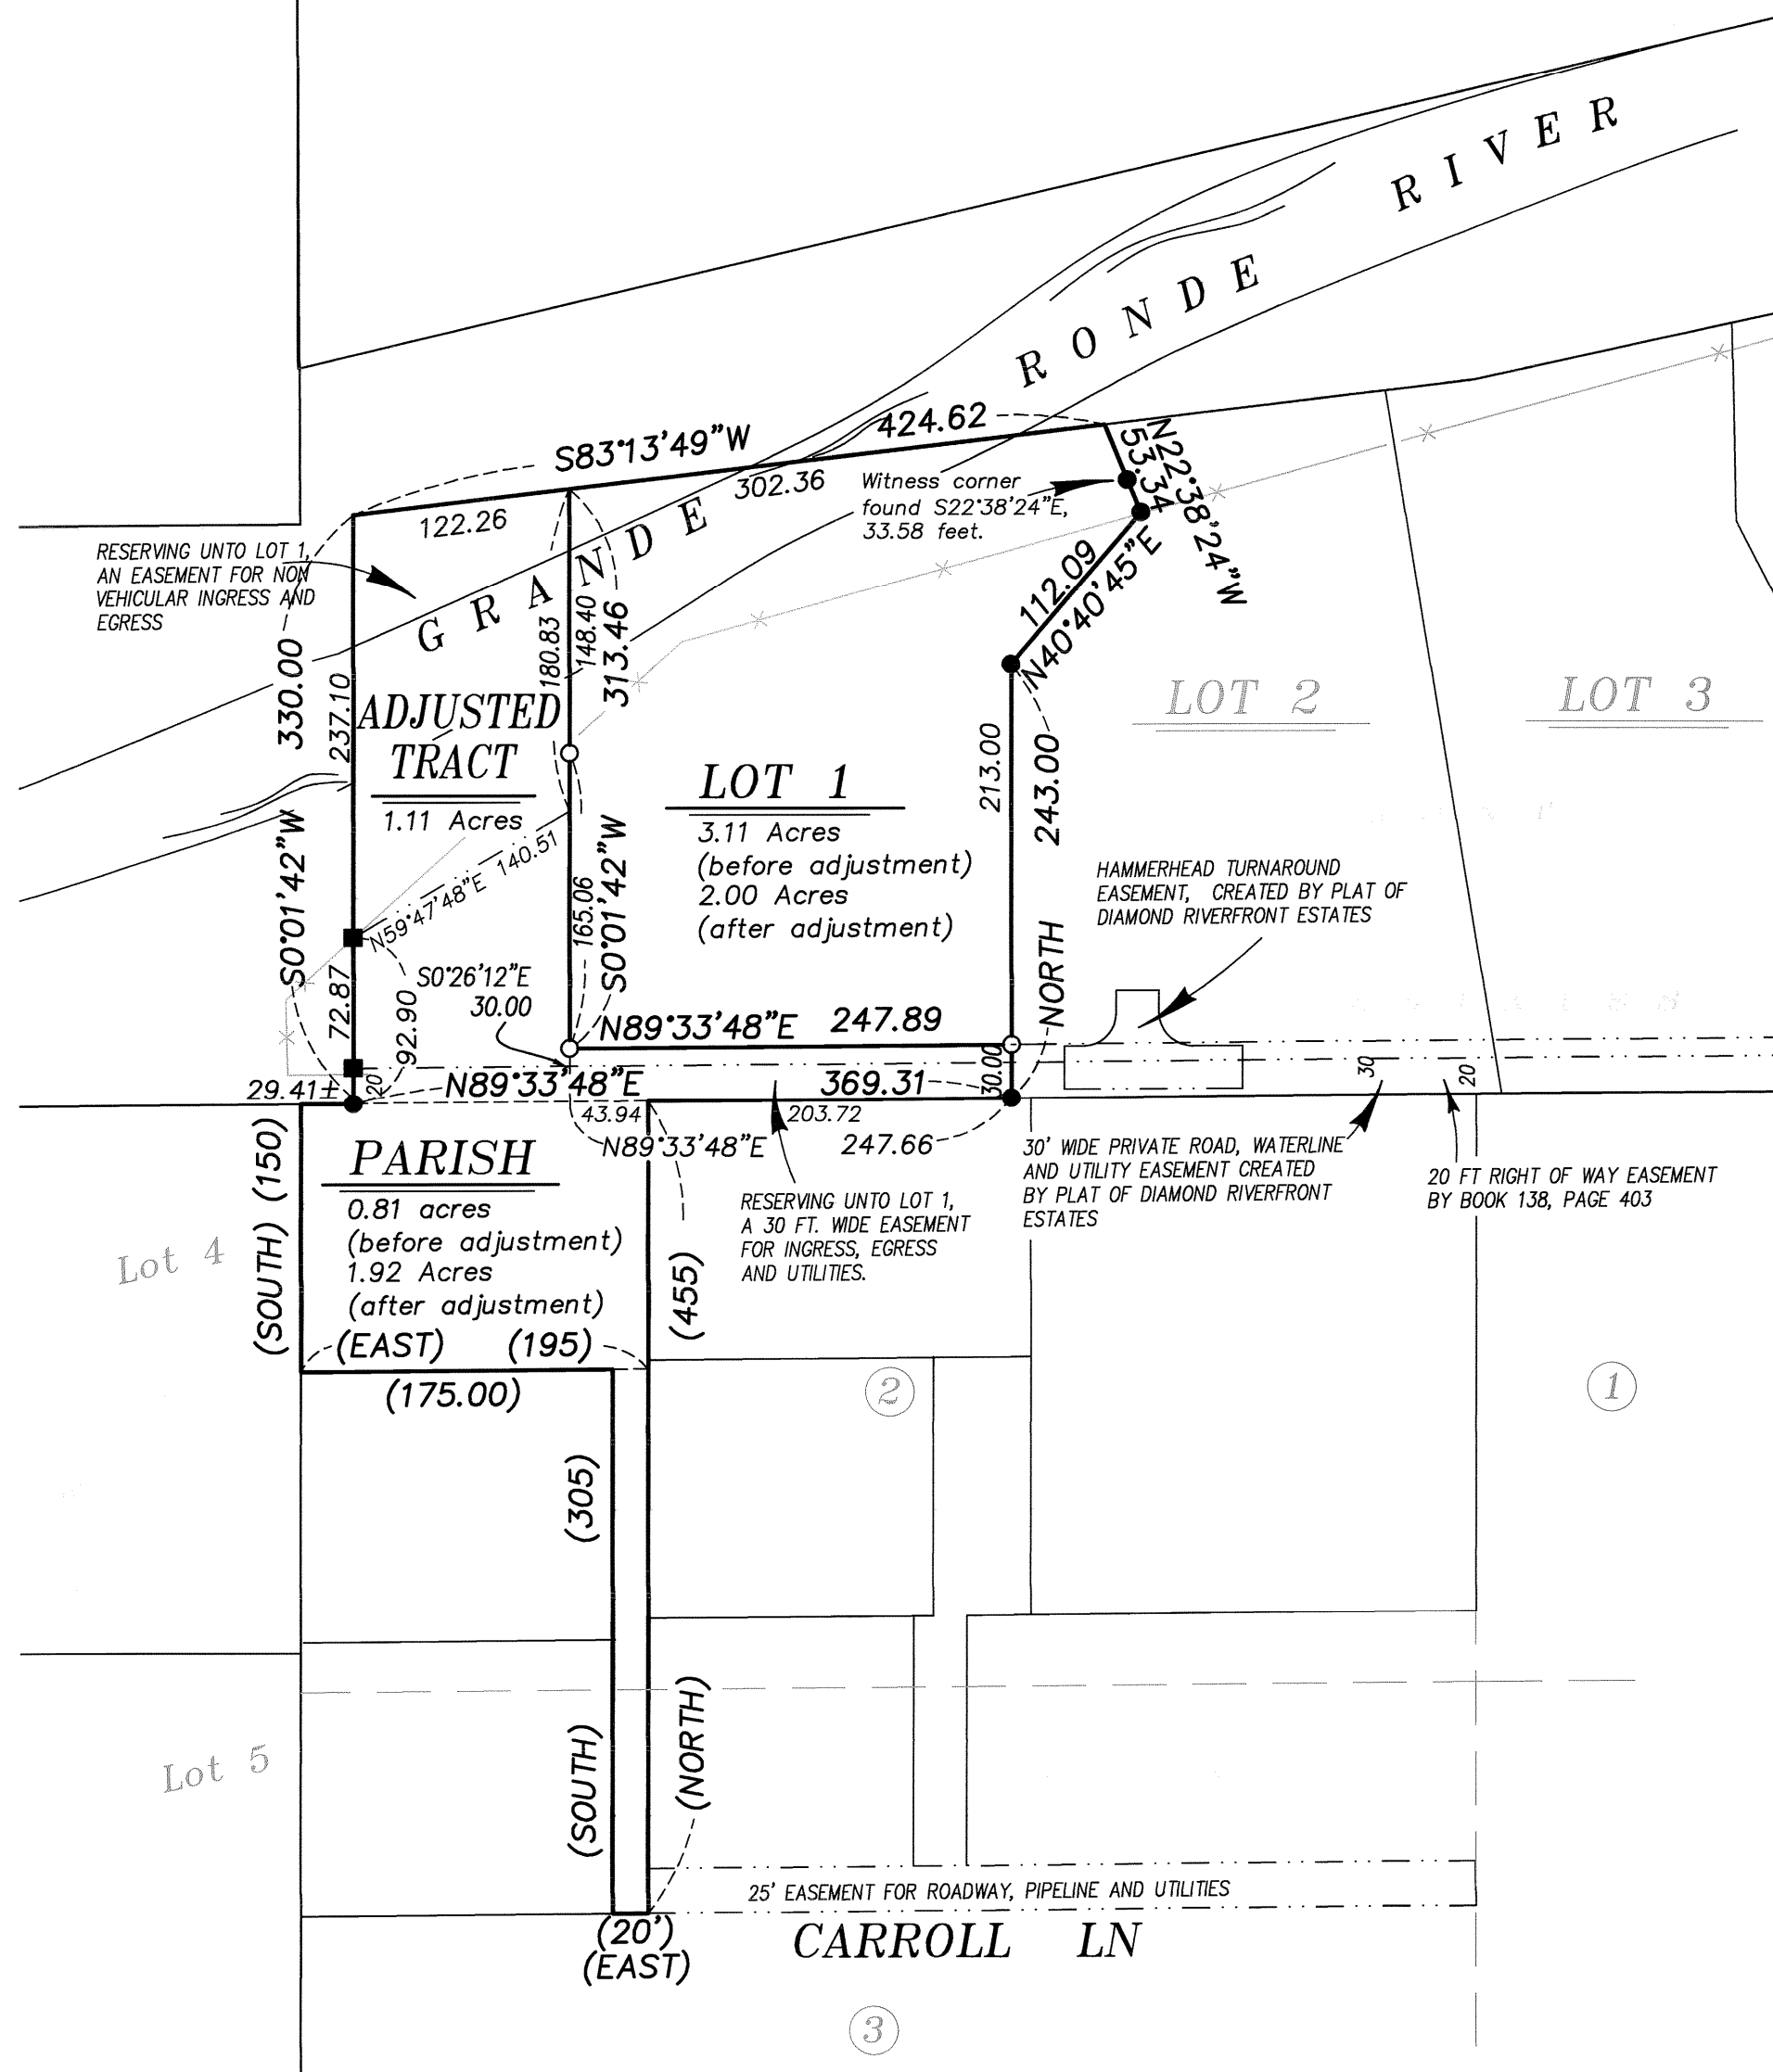 GRANDE RONDE RIVER
S83°13'49"W
424.62
122.26
302.36
Witness corner
found S22°38'24"E,
33.58 feet.
N22°38'24"W
53.34
112.09
N40°40'45"E
RESERVING UNTO LOT 1,
AN EASEMENT FOR NON
VEHICULAR INGRESS AND
EGRESS
330.00
237.10
180.83
148.40
313.46
ADJUSTED
TRACT
1.11 Acres
LOT 1
3.11 Acres
(before adjustment)
2.00 Acres
(after adjustment)
213.00
243.00
NORTH
LOT 2
LOT 3
HAMMERHEAD TURNAROUND
EASEMENT, CREATED BY PLAT OF
DIAMOND RIVERFRONT ESTATES
N59°47'48"E 140.51
S0°01'42"W
165.06
S0°01'42"W
72.87
92.90
S0°26'12"E
30.00
N89°33'48"E 247.89
30.00
29.41±
20
N89°33'48"E 369.31
43.94
203.72
N89°33'48"E 247.66
30
20
30' WIDE PRIVATE ROAD, WATERLINE
AND UTILITY EASEMENT CREATED
BY PLAT OF DIAMOND RIVERFRONT
ESTATES
20 FT RIGHT OF WAY EASEMENT
BY BOOK 138, PAGE 403
RESERVING UNTO LOT 1,
A 30 FT. WIDE EASEMENT
FOR INGRESS, EGRESS
AND UTILITIES.
PARISH
0.81 acres
(before adjustment)
1.92 Acres
(after adjustment)
(SOUTH) (150)
(EAST) (195)
(175.00)
(455)
Lot 4
2
1
(305)
(SOUTH)
(NORTH)
Lot 5
25' EASEMENT FOR ROADWAY, PIPELINE AND UTILITIES
(20')
(EAST)
CARROLL LN
3